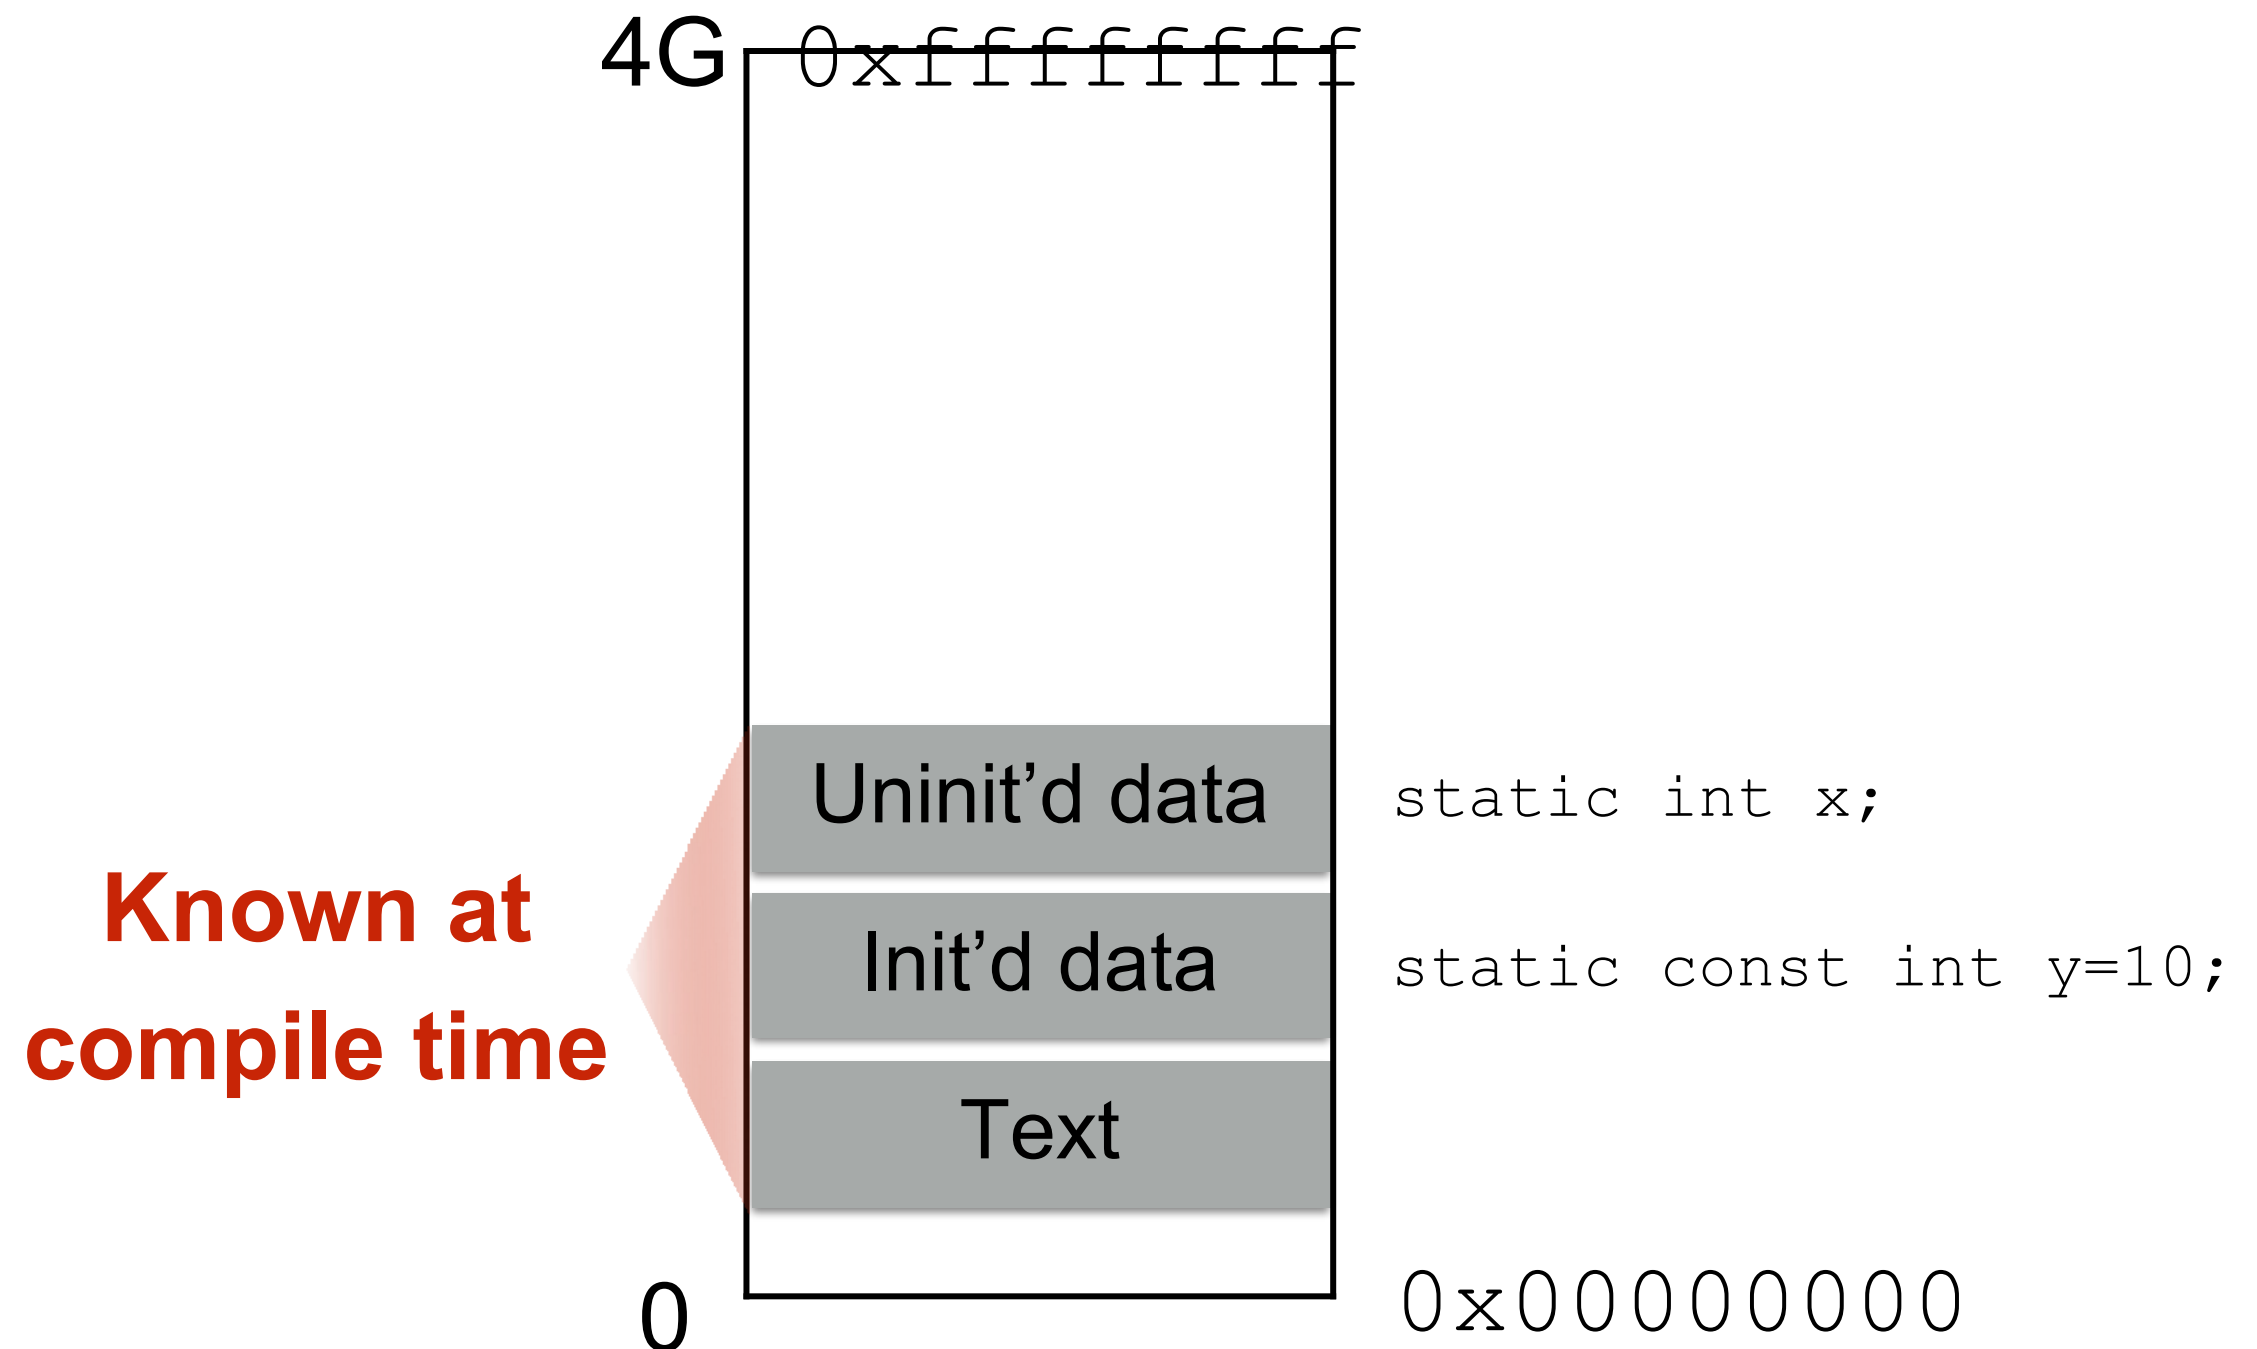 4G 0xffffffff
Uninit’d data static int x;
Known at
compile time
Init’d data static const int y=10;
Text
0 0x00000000